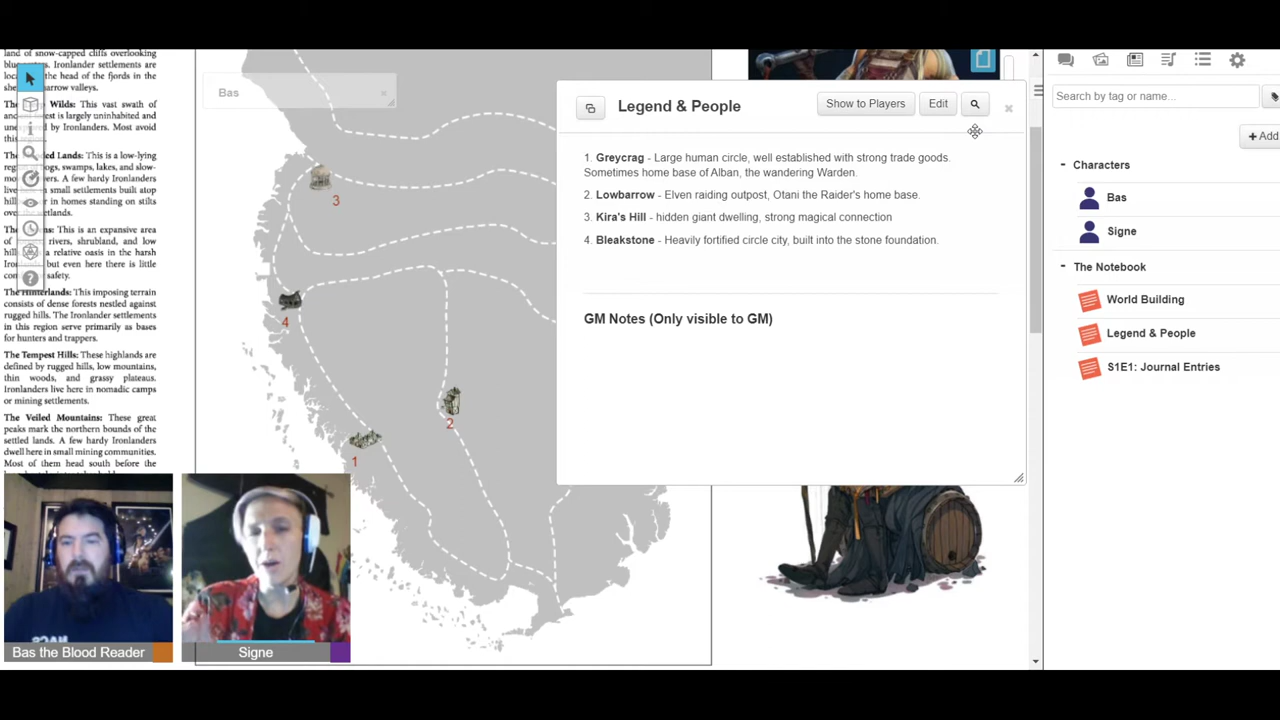 land of snow-capped cliffs overlooking
Ironlander settlements are
the head of the fjords in the
narrow valleys.
Wilds: This vast swath of
forest is largely uninhabited and
by Ironlanders. Most avoid
Lands: This is a low-lying
bogs, swamps, lakes, and slow-
Ironlanders
small settlements built atop
in homes standing on stilts
This is an expansive area
of rivers, shrubland, and low
a relative oasis in the harsh
but even here there is little
safety.
The Hinterlands: This imposing terrain
consists of dense forests nestled against
rugged hills. The Ironlander settlements
in this region serve primarily as bases
for hunters and trappers.
The Tempest Hills: These highlands are
defined by rugged hills, low mountains,
thin woods, and grassy plateaus.
Ironlanders live here in nomadic camps
or mining settlements.
The Veiled Mountains: These great
peaks mark the northern bounds of the
settled lands. A few hardy Ironlanders
dwell here in small mining communities.
Most of them head south before the
Bas
3
4
2
1
Legend & People
Show to Players
Edit
1. Greycrag - Large human circle, well established with strong trade goods.
Sometimes home base of Alban, the wandering Warden.
2. Lowbarrow - Elven raiding outpost, Otani the Raider's home base.
3. Kira's Hill - hidden giant dwelling, strong magical connection
4. Bleakstone - Heavily fortified circle city, built into the stone foundation.
GM Notes (Only visible to GM)
Search by tag or name...
+ Add
Characters
Bas
Signe
The Notebook
World Building
Legend & People
S1E1: Journal Entries
Bas the Blood Reader
Signe